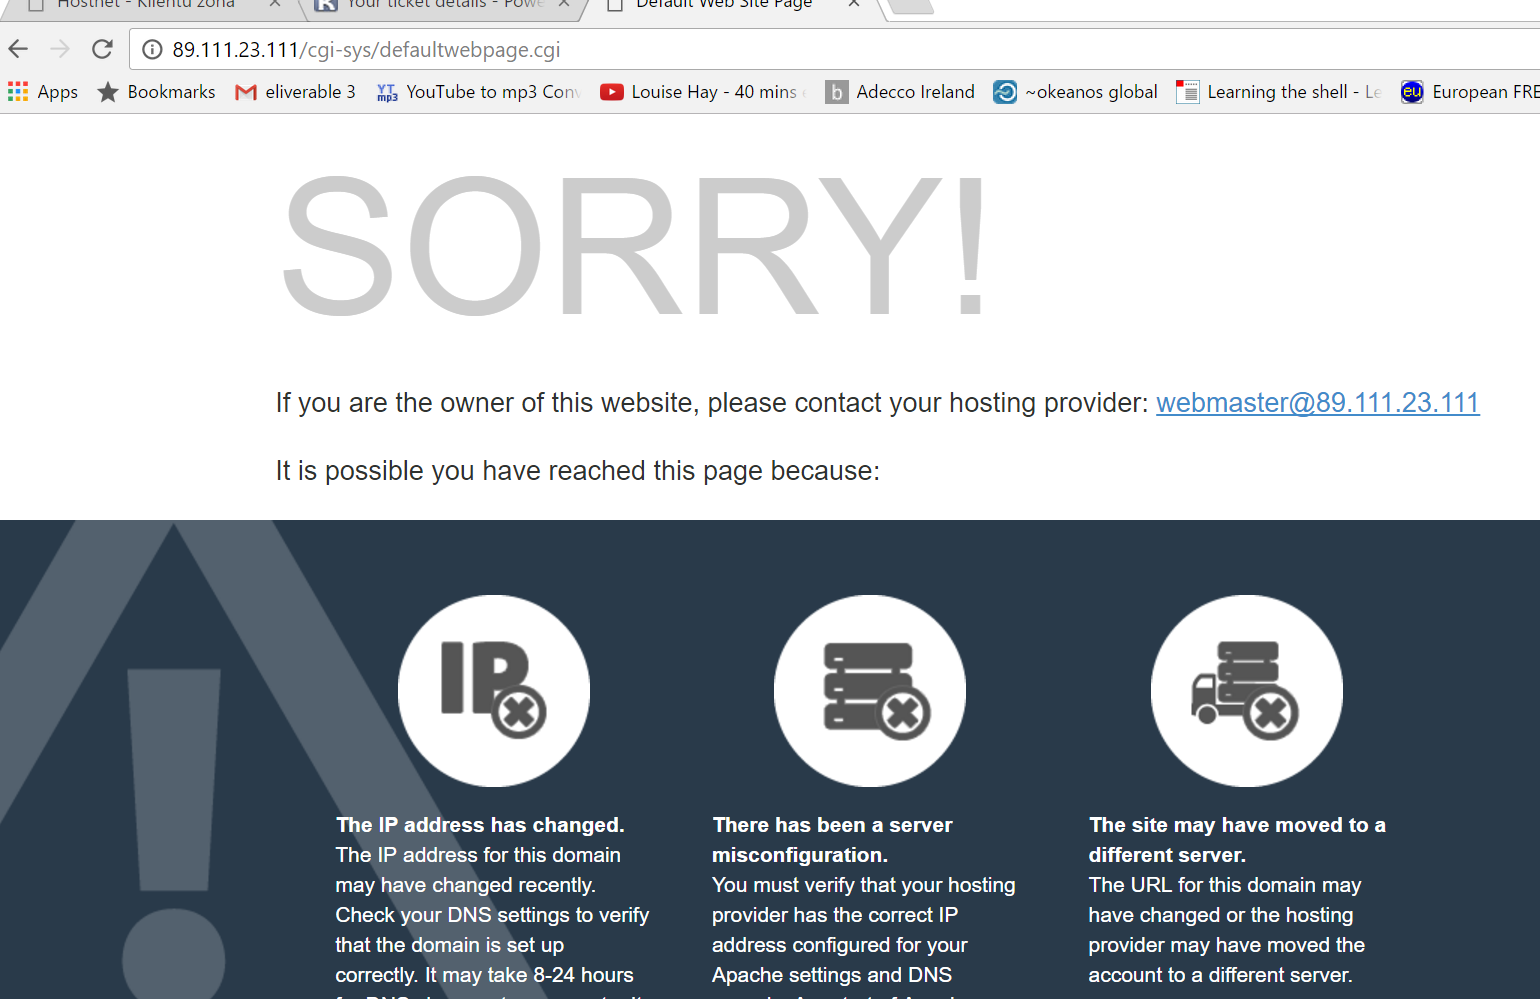 Hostnet - Klientu zona
Your ticket details - Powe
Default Web Site Page
89.111.23.111/cgi-sys/defaultwebpage.cgi
Apps Bookmarks eliverable 3 YT mp3 YouTube to mp3 Con Louise Hay - 40 mins b Adecco Ireland ~okeanos global Learning the shell - Le eu European FRE
SORRY!
If you are the owner of this website, please contact your hosting provider: webmaster@89.111.23.111
It is possible you have reached this page because:
IP
The IP address has changed.
The IP address for this domain
may have changed recently.
Check your DNS settings to verify
that the domain is set up
correctly. It may take 8-24 hours
There has been a server
misconfiguration.
You must verify that your hosting
provider has the correct IP
address configured for your
Apache settings and DNS
The site may have moved to a
different server.
The URL for this domain may
have changed or the hosting
provider may have moved the
account to a different server.